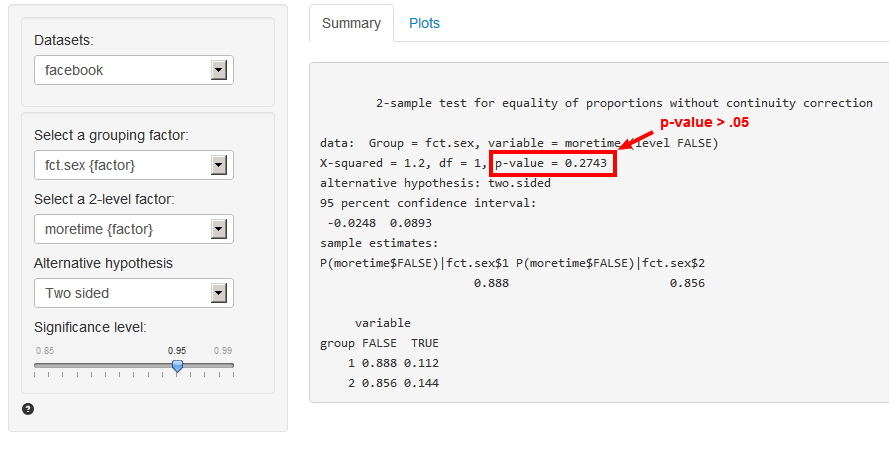 Datasets:
facebook
Select a grouping factor:
fct.sex {factor}
Select a 2-level factor:
moretime {factor}
Alternative hypothesis
Two sided
Significance level:
0.85 0.95 0.99
?
Summary Plots
2-sample test for equality of proportions without continuity correction
p-value > .05
data: Group = fct.sex, variable = moretime (level FALSE)
X-squared = 1.2, df = 1, p-value = 0.2743
alternative hypothesis: two.sided
95 percent confidence interval:
-0.0248 0.0893
sample estimates:
P(moretime$FALSE)|fct.sex$1 P(moretime$FALSE)|fct.sex$2
0.888 0.856
variable
group FALSE TRUE
1 0.888 0.112
2 0.856 0.144